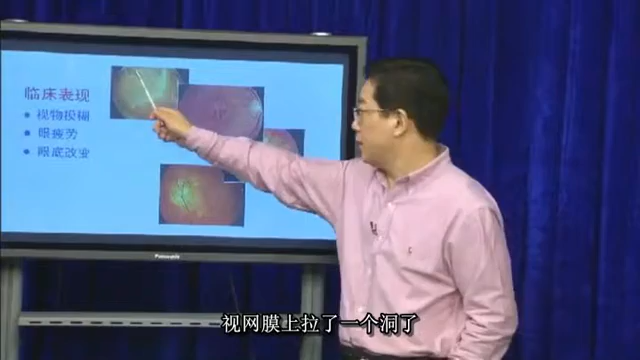 临床表现
• 视物模糊
• 眼疲劳
• 眼底改变
Panasonic
视网膜上拉了一个洞了